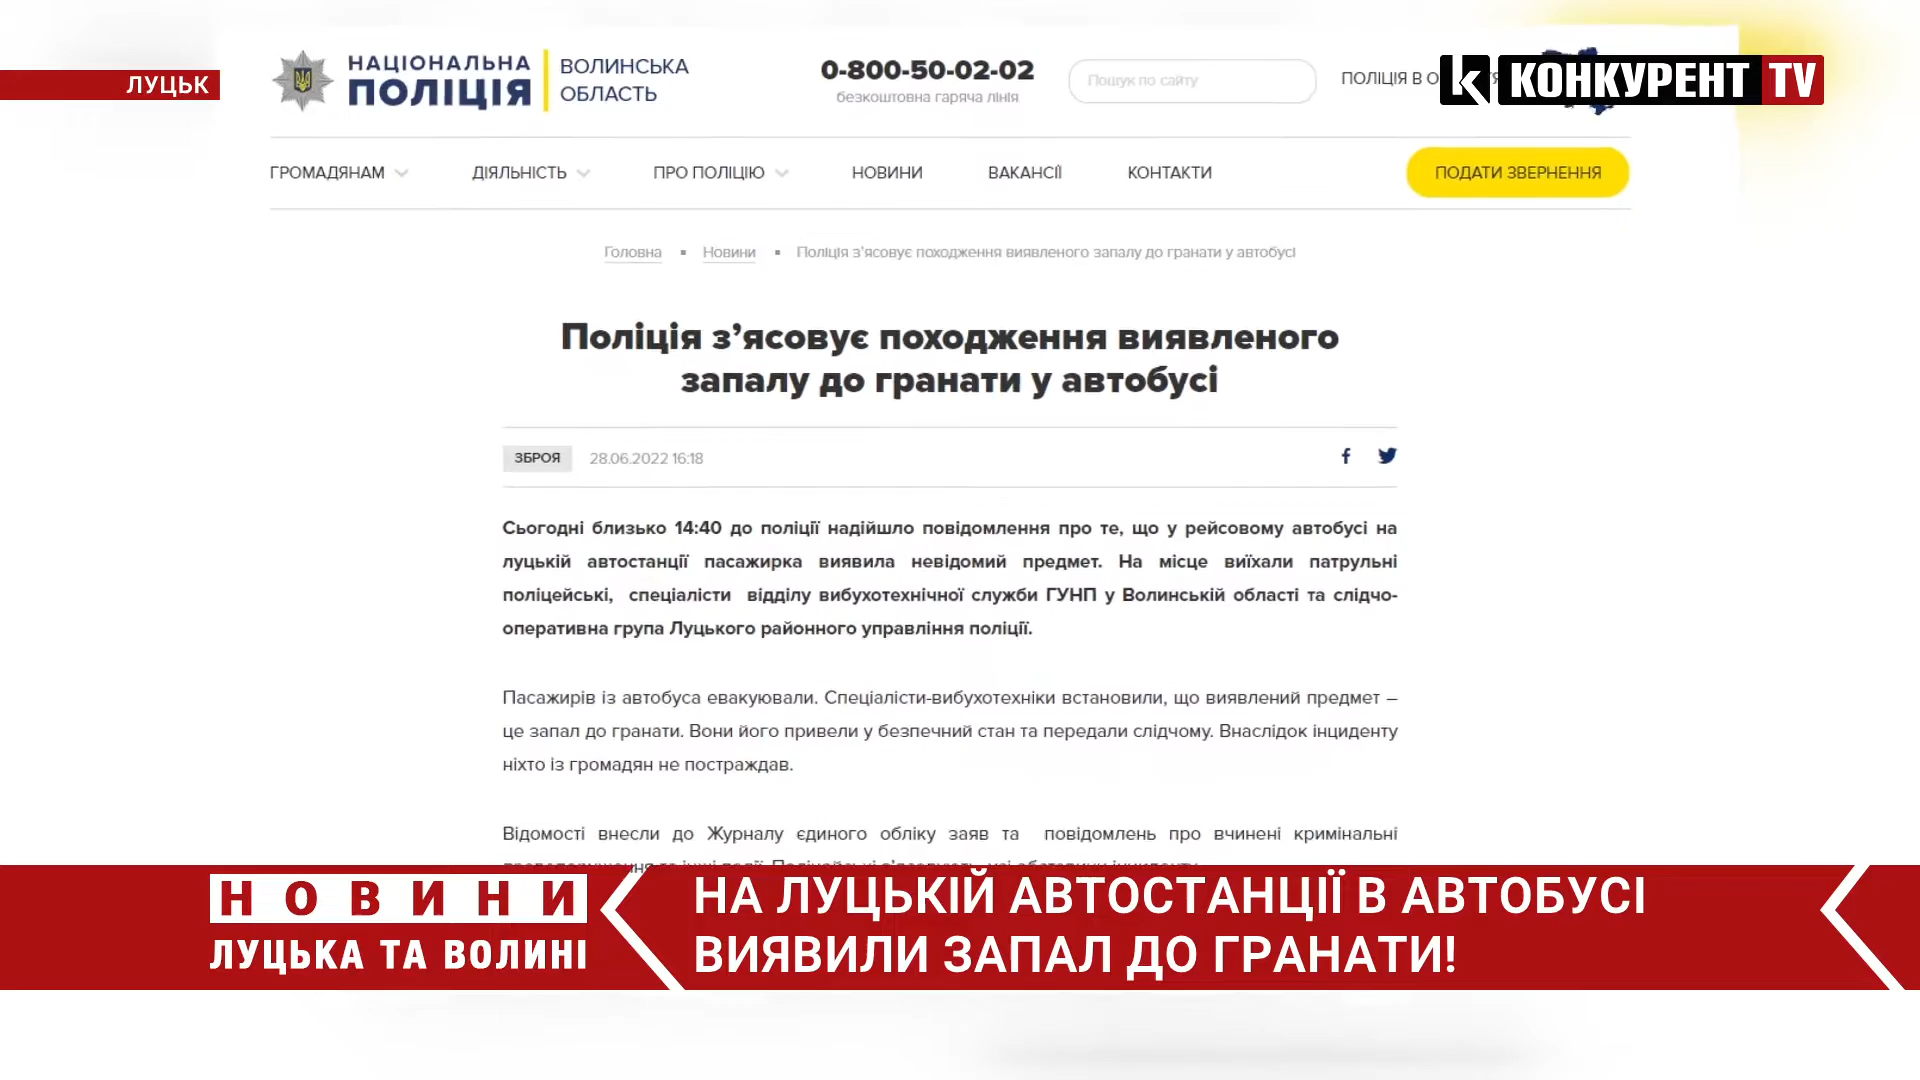 ЛУЦЬК
НАЦІОНАЛЬНА
ПОЛІЦІЯ
ВОЛИНСЬКА
ОБЛАСТЬ
0-800-50-02-02
безкоштовна гаряча лінія
Пошук по сайту
ПОЛІЦІЯ В
КОНКУРЕНТ TV
ГРОМАДЯНАМ ДІЯЛЬНІСТЬ ПРО ПОЛІЦІЮ НОВИНИ ВАКАНСІЇ КОНТАКТИ ПОДАТИ ЗВЕРНЕННЯ
Головна ▪ Новини ▪ Поліція з’ясовує походження виявленого запалу до гранати у автобусі
Поліція з’ясовує походження виявленого
запалу до гранати у автобусі
ЗБРОЯ 28.06.2022 16:18
Сьогодні близько 14:40 до поліції надійшло повідомлення про те, що у рейсовому автобусі на
луцькій автостанції пасажирка виявила невідомий предмет. На місце виїхали патрульні
поліцейські, спеціалісти відділу вибухотехнічної служби ГУНП у Волинській області та слідчо-
оперативна група Луцького районного управління поліції.
Пасажирів із автобуса евакуювали. Спеціалісти-вибухотехніки встановили, що виявлений предмет –
це запал до гранати. Вони його привели у безпечний стан та передали слідчому. Внаслідок інциденту
ніхто із громадян не постраждав.
Відомості внесли до Журналу єдиного обліку заяв та повідомлень про вчинені кримінальні
НОВИНИ
ЛУЦЬКА ТА ВОЛИНІ
НА ЛУЦЬКІЙ АВТОСТАНЦІЇ В АВТОБУСІ
ВИЯВИЛИ ЗАПАЛ ДО ГРАНАТИ!